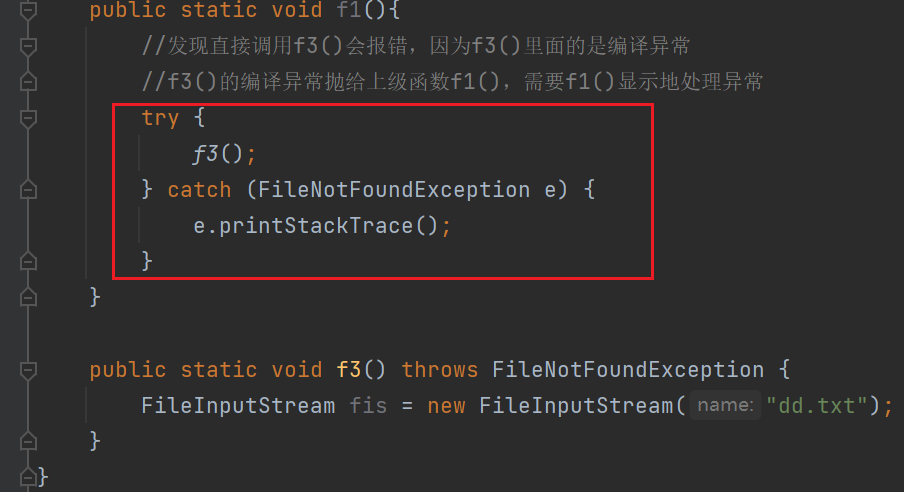 public static void f1(){
//发现直接调用f3()会报错，因为f3()里面的是编译异常
//f3()的编译异常抛给上级函数f1()，需要f1()显示地处理异常
try {
f3();
} catch (FileNotFoundException e) {
e.printStackTrace();
}
}
public static void f3() throws FileNotFoundException {
FileInputStream fis = new FileInputStream( name: "dd.txt");
}
}